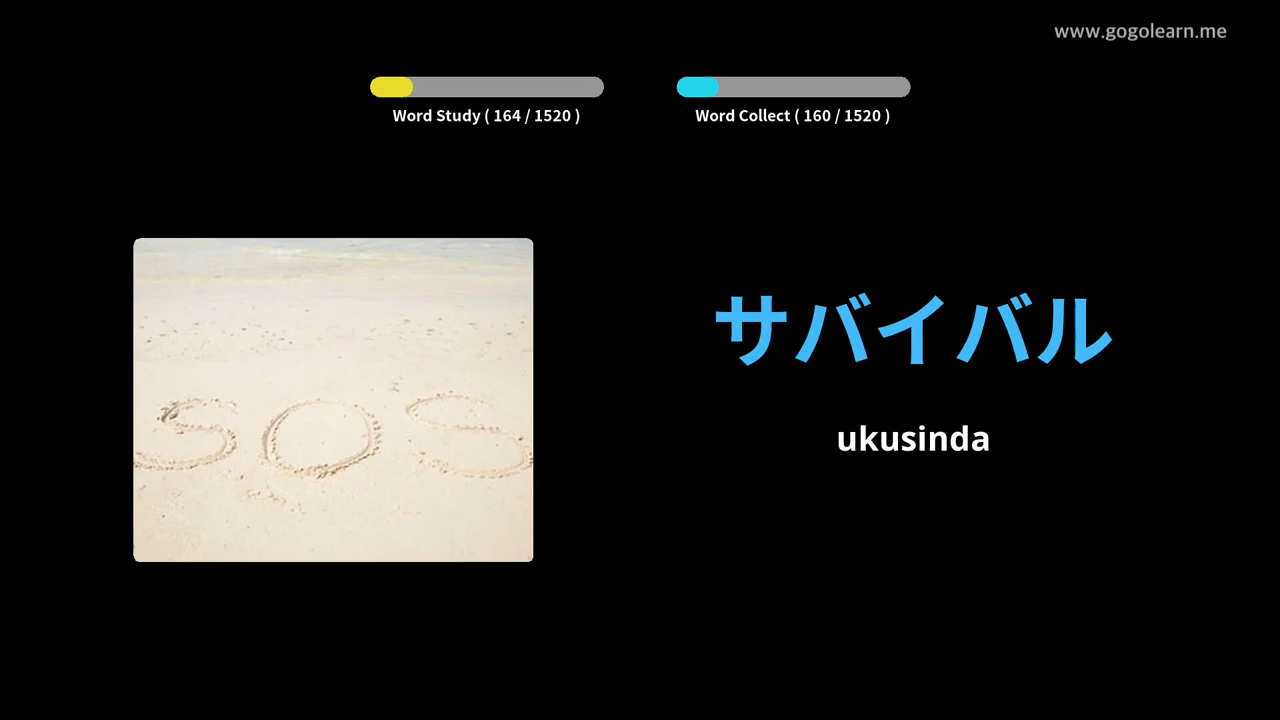 www.gogolearn.me
Word Study ( 164 / 1520 )
Word Collect ( 160 / 1520 )
SOS
サバイバル
ukusinda